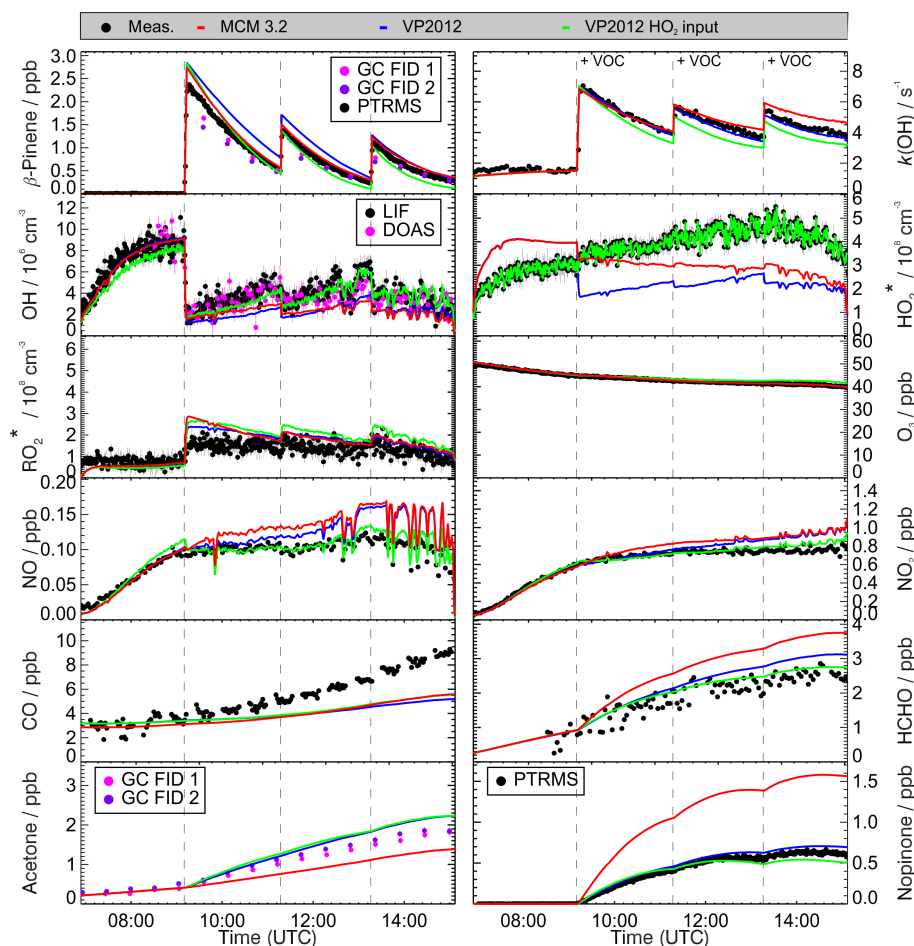 Meas. MCM 3.2 VP2012 VP2012 HO₂ input
β-Pinene / ppb
3.0
2.5
2.0
1.5
1.0
0.5
0.0
GC FID 1
GC FID 2
PTRMS
+ VOC + VOC + VOC
k(OH) / s⁻¹
8
6
4
2
OH / 10⁶ cm⁻³
12
10
8
6
4
2
0
LIF
DOAS
HO₂* / 10⁸ cm⁻³
6
5
4
3
2
1
0
RO₂* / 10⁸ cm⁻³
6
4
3
2
1
0
O₃ / ppb
60
50
40
30
20
10
0
NO / ppb
0.20
0.15
0.10
0.05
0.00
NO₂ / ppb
1.4
1.2
1.0
0.8
0.6
0.4
0.2
0.0
CO / ppb
10
8
6
4
3
2
0
HCHO / ppb
4
3
2
1
0
Acetone / ppb
3
2
1
0
GC FID 1
GC FID 2
Nopinone / ppb
1.5
1.0
0.5
0.0
PTRMS
08:00 10:00 12:00 14:00
Time (UTC)
08:00 10:00 12:00 14:00
Time (UTC)